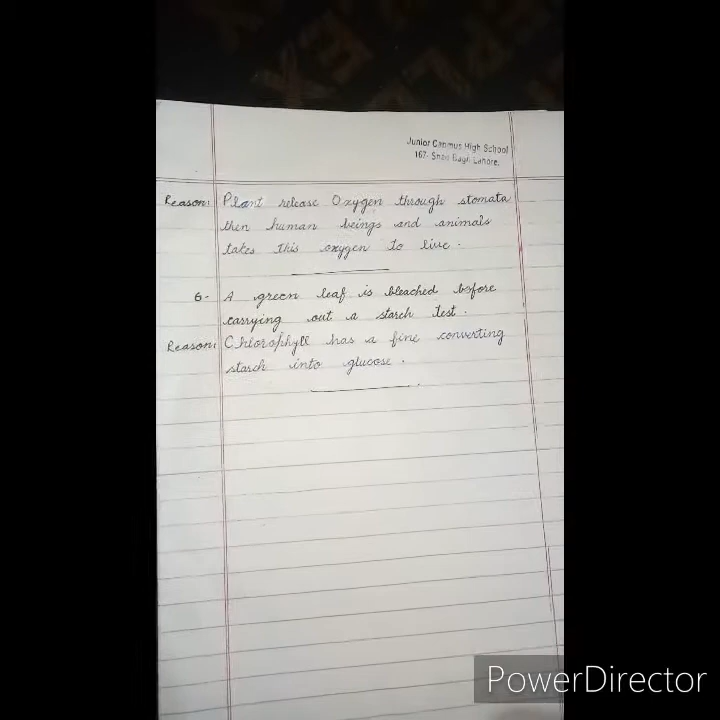 Junior Campus High School
167- Shad Bagh Lahore.
Reason: Plant release Oxygen through stomata
then human beings and animals
takes this oxygen to live.
6- A green leaf is bleached before
carrying out a starch test.
Reason: Chlorophyll has a fine converting
starch into glucose.
PowerDirector